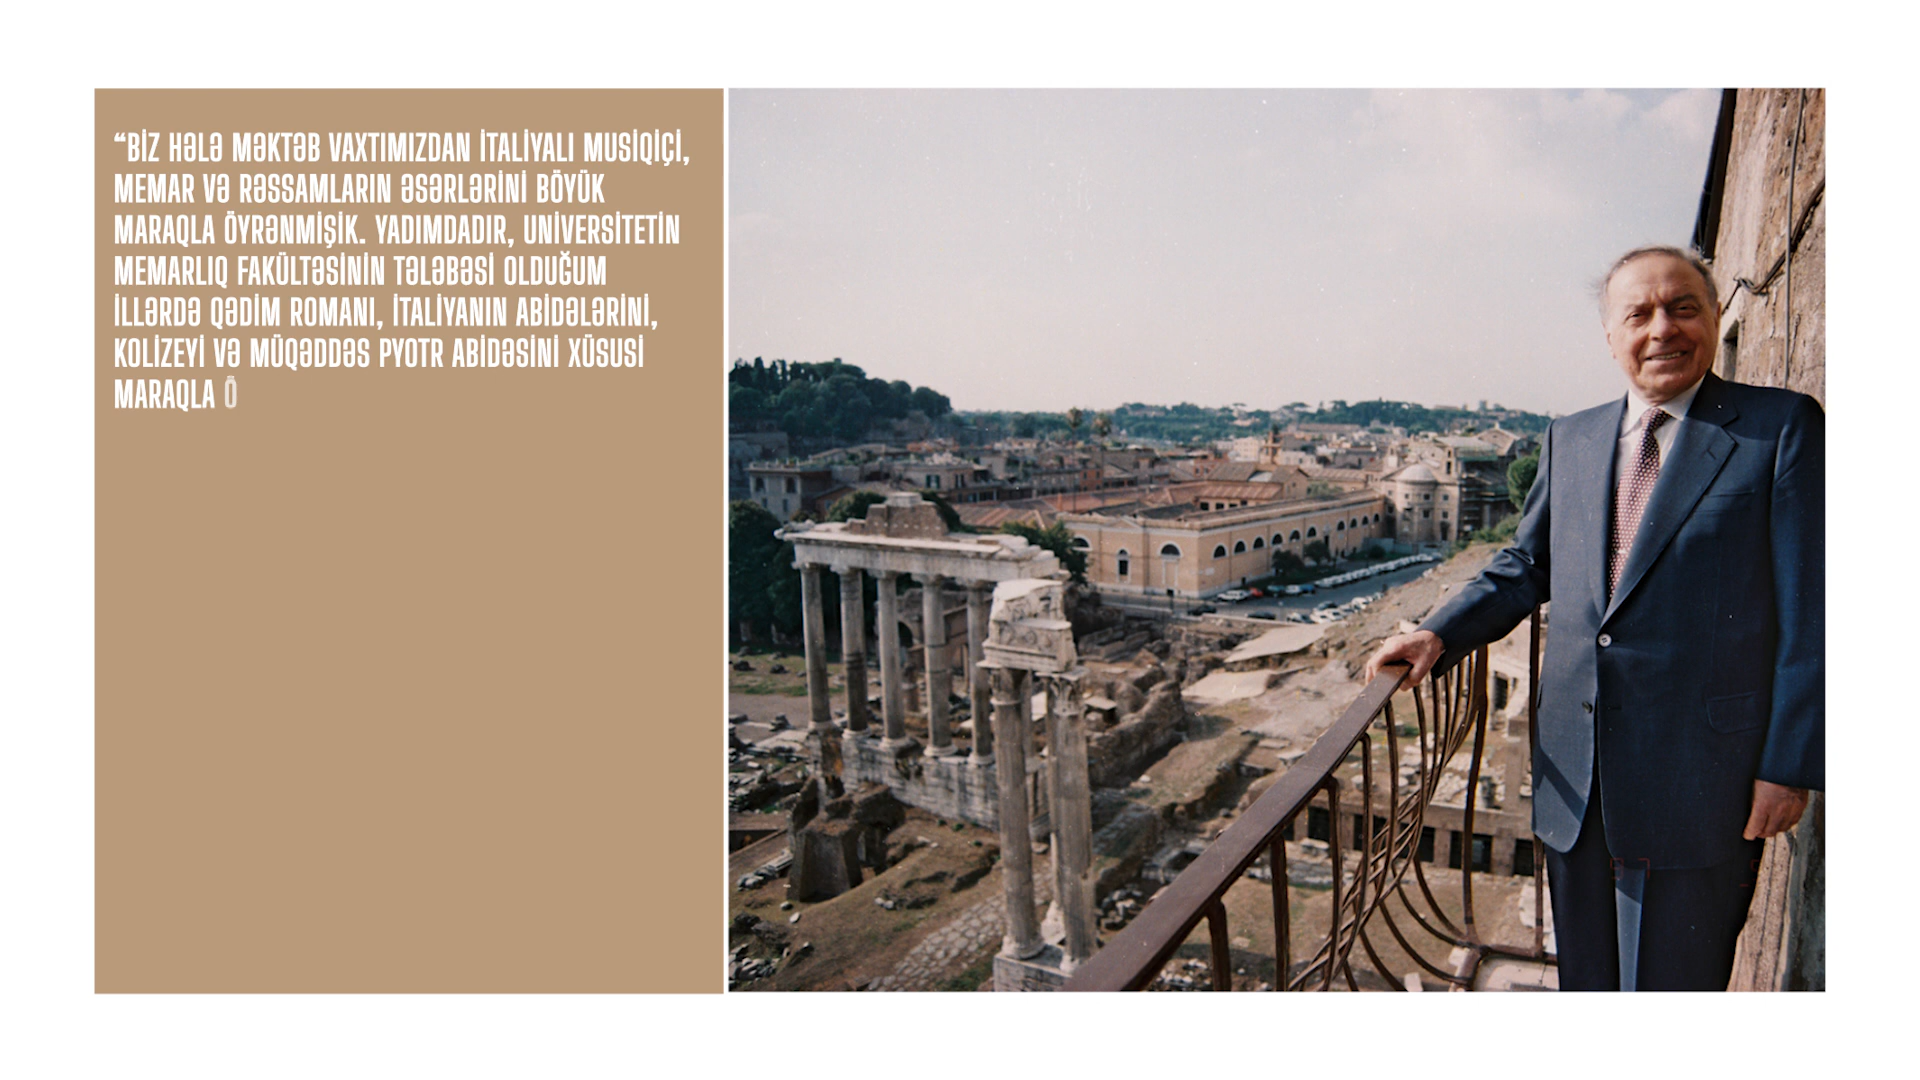 “BİZ HƏLƏ MƏKTƏB VAXTIMIZDAN İTALİYALI MUSİQİÇİ,
MEMAR VƏ RƏSSAMLARIN ƏSƏRLƏRİNİ BÖYÜK
MARAQLA ÖYRƏNMİŞİK. YADIMDADIR, UNİVERSİTETİN
MEMARLIQ FAKÜLTƏSİNİN TƏLƏBƏSİ OLDUĞUM
İLLƏRDƏ QƏDİM ROMANI, İTALİYANIN ABİDƏLƏRİNİ,
KOLİZEYİ VƏ MÜQƏDDƏS PYOTR ABİDƏSİNİ XÜSUSİ
MARAQLA Ö